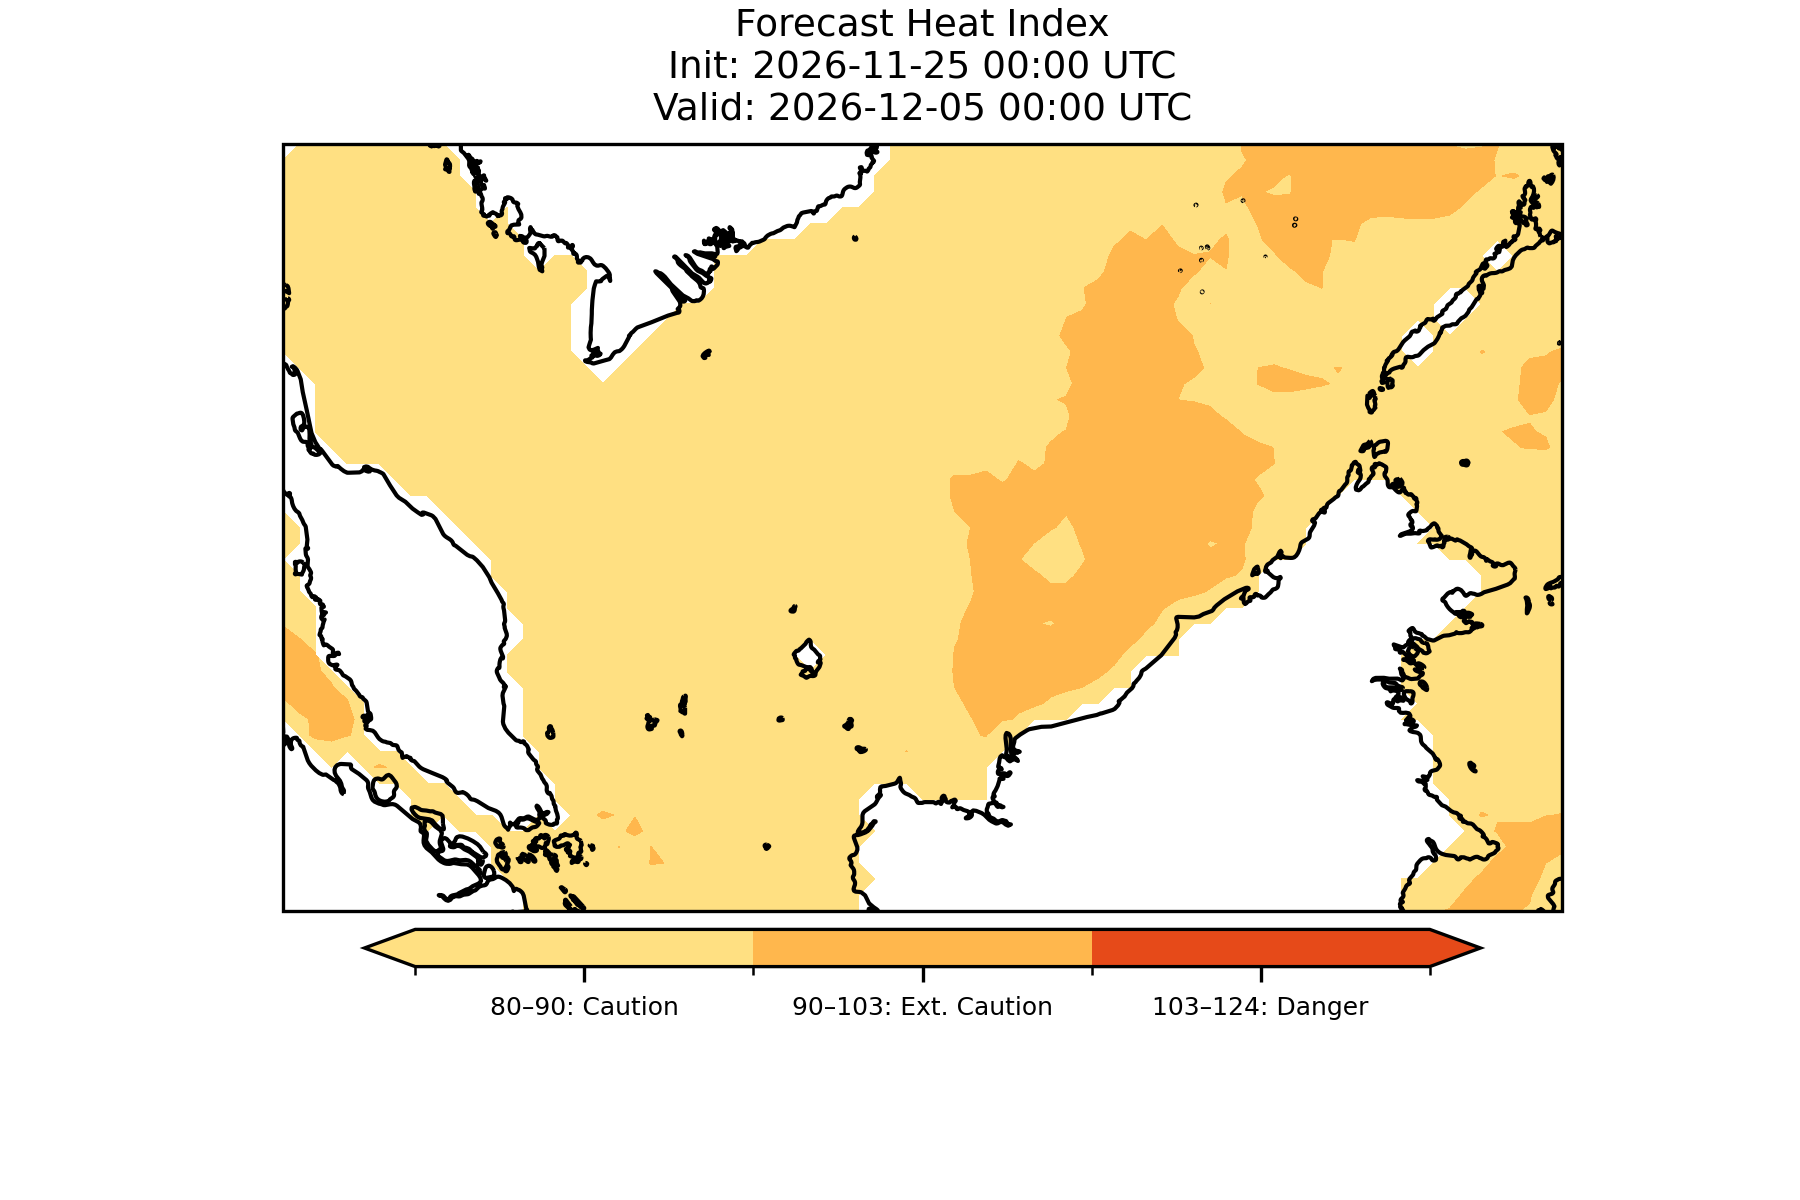 Forecast Heat Index
Init: 2026-11-25 00:00 UTC
Valid: 2026-12-05 00:00 UTC
80–90: Caution
90–103: Ext. Caution
103–124: Danger